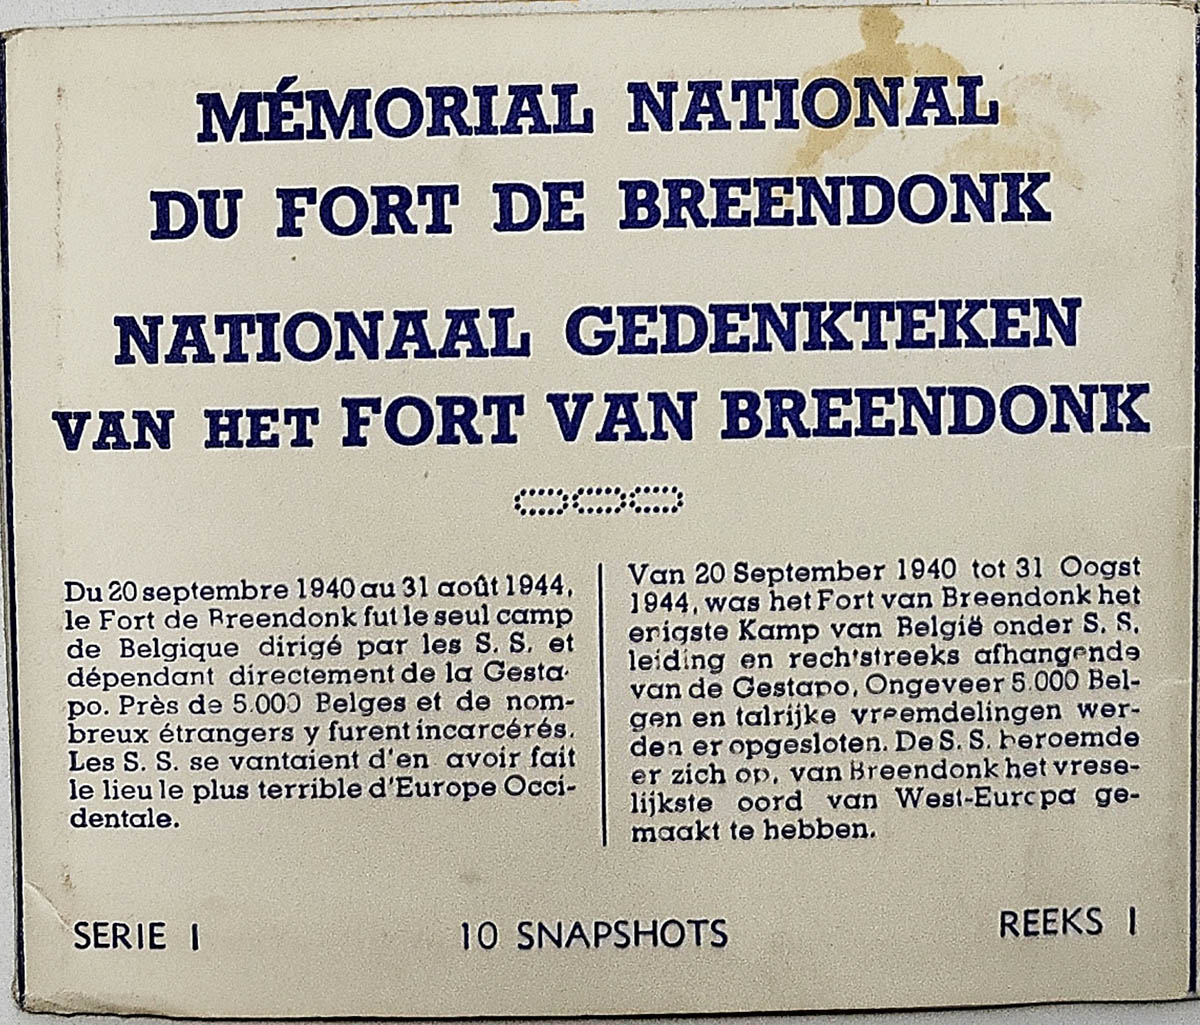 MÉMORIAL NATIONAL
DU FORT DE BREENDONK
NATIONAAL GEDENKTEKEN
VAN HET FORT VAN BREENDONK
Du 20 septembre 1940 au 31 août 1944,
le Fort de Breendonk fut le seul camp
de Belgique dirigé par les S. S. et
dépendant directement de la Gesta-
po. Près de 5.000 Belges et de nom-
breux étrangers y furent incarcérés.
Les S. S. se vantaient d'en avoir fait
le lieu le plus terrible d'Europe Occi-
dentale.
Van 20 September 1940 tot 31 Oogst
1944, was het Fort van Breendonk het
enigste Kamp van België onder S. S.
leiding en rech'streeks afhangende
van de Gestapo, Ongeveer 5.000 Bel-
gen en talrijke vreemdelingen wer-
den er opgesloten. De S. S. beroemde
er zich op, van Breendonk het vrese-
lijkste oord van West-Europa ge-
maakt te hebben.
SERIE I 10 SNAPSHOTS REEKS I